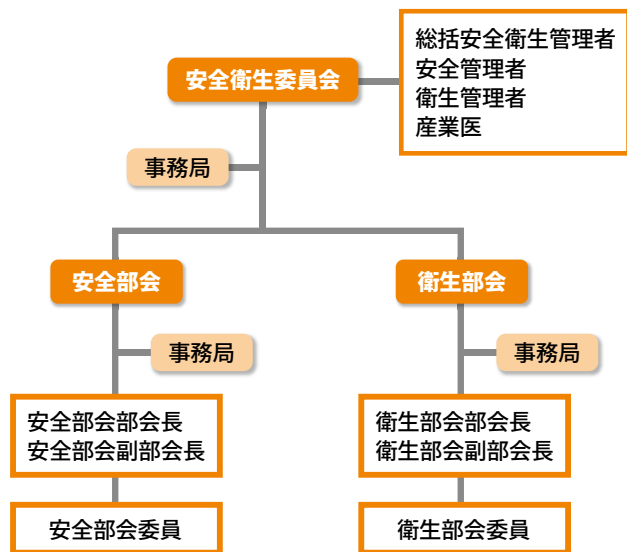 安全衛生委員会
総括安全衛生管理者
安全管理者
衛生管理者
産業医
事務局
安全部会
衛生部会
事務局
事務局
安全部会部会長
安全部会副部会長
衛生部会部会長
衛生部会副部会長
安全部会委員
衛生部会委員